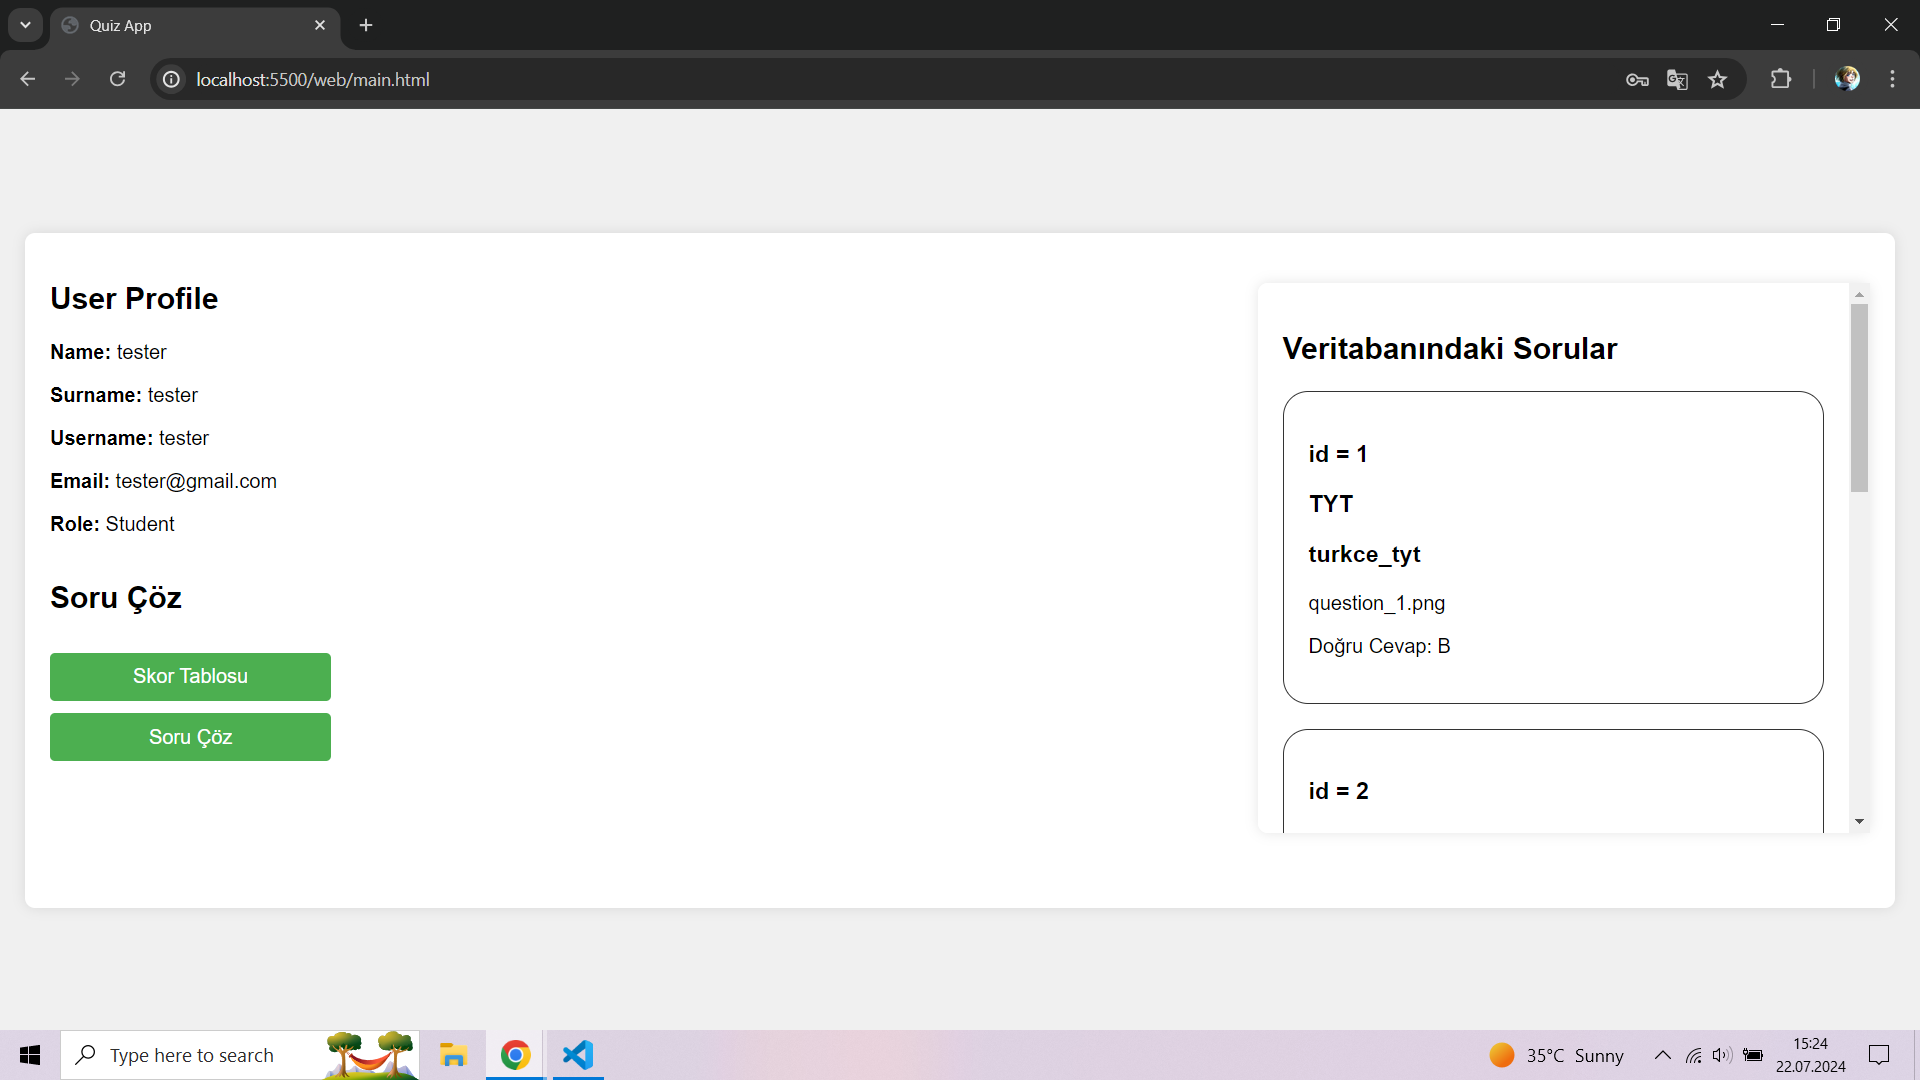 Quiz App
localhost:5500/web/main.html
User Profile
Name: tester
Surname: tester
Username: tester
Email: tester@gmail.com
Role: Student
Soru Çöz
Skor Tablosu
Soru Çöz
Veritabanındaki Sorular
id = 1
TYT
turkce_tyt
question_1.png
Doğru Cevap: B
id = 2
Type here to search
35°C Sunny
15:24
22.07.2024